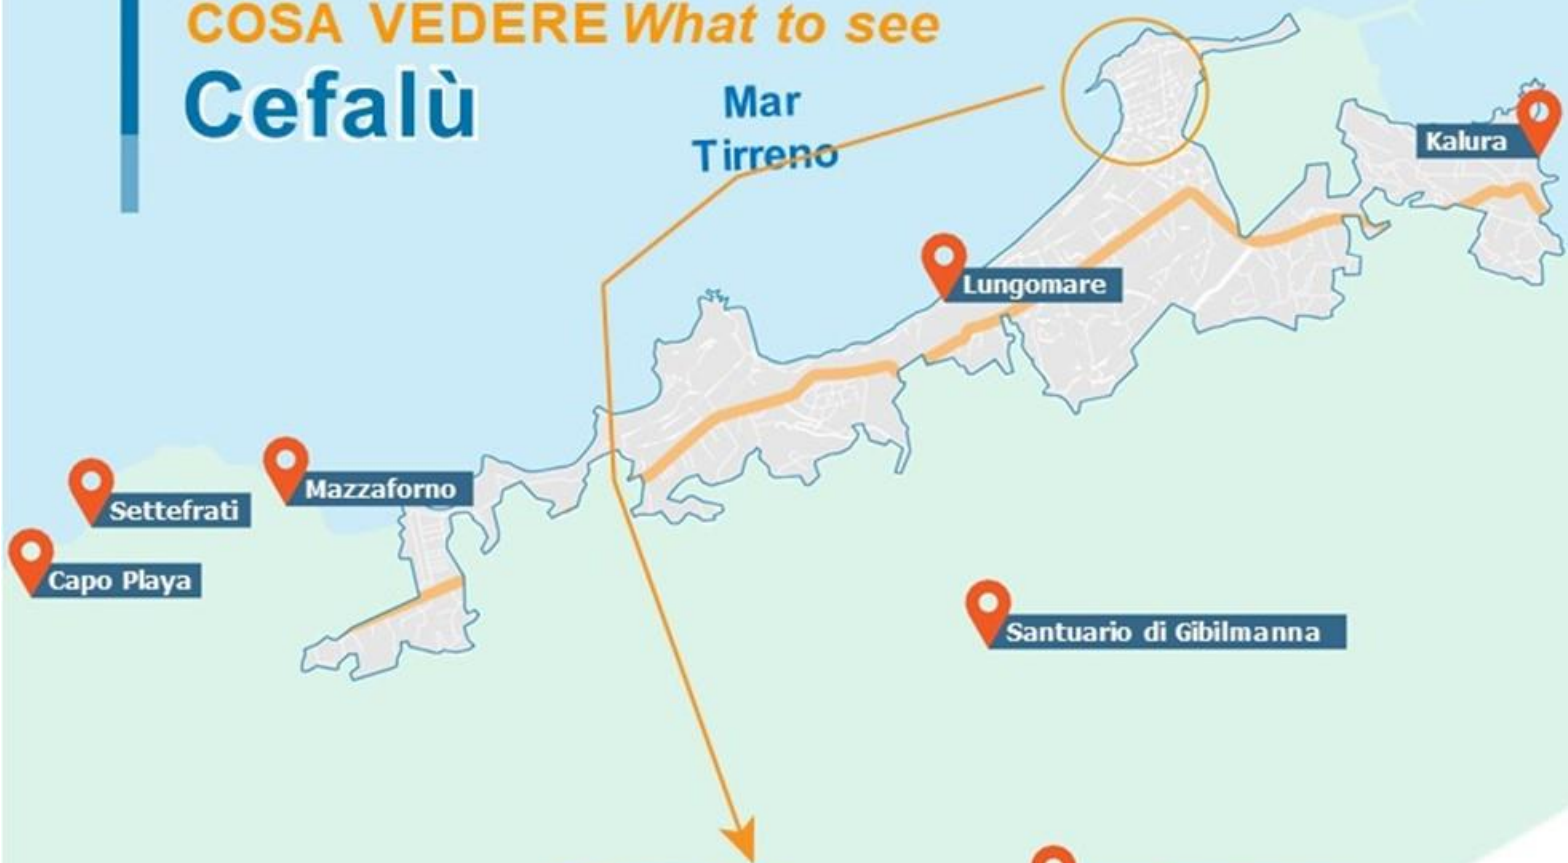 COSA VEDERE What to see
Cefalù
Mar
Tirreno
Kalura
Lungomare
Mazzaforno
Settefrati
Capo Playa
Santuario di Gibilmanna